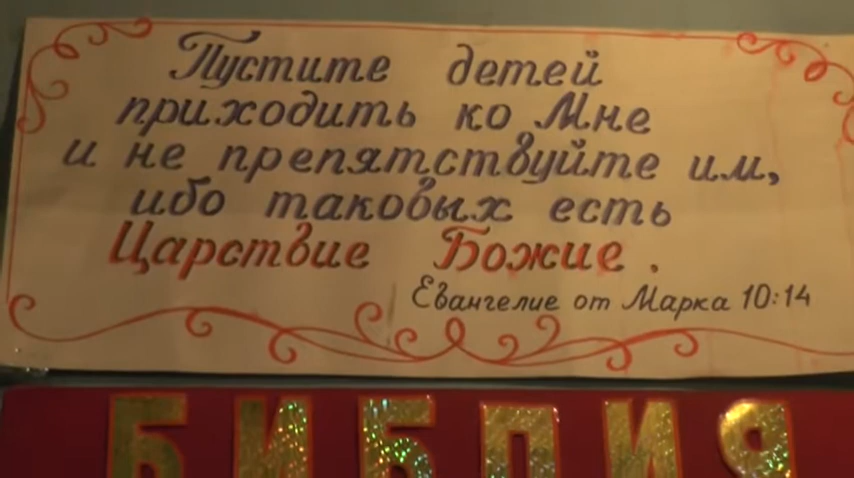 Пустите детей
приходить ко Мне
и не препятствуйте им,
ибо таковых есть
Царствие Божие.
Евангелие от Марка 10:14
БИБЛИЯ